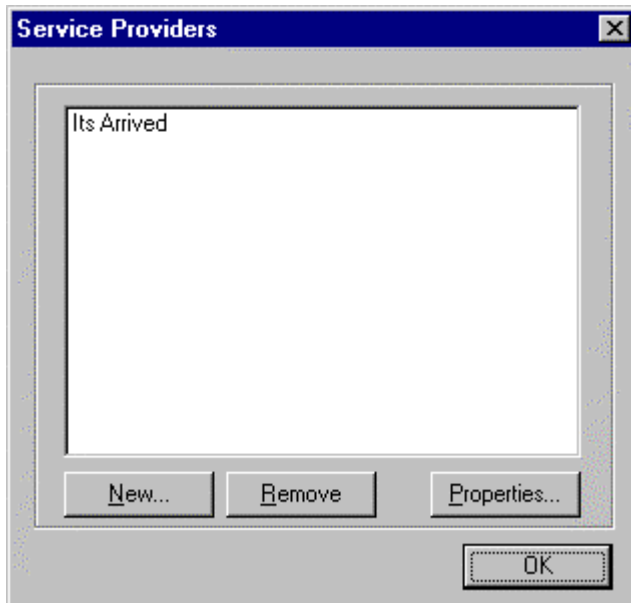 Service Providers
Its Arrived
New...
Remove
Properties...
OK